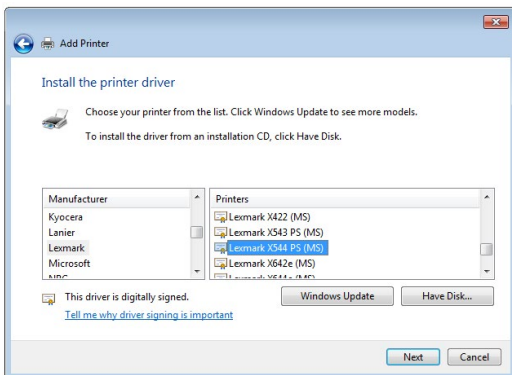 Add Printer
Install the printer driver
Choose your printer from the list. Click Windows Update to see more models.
To install the driver from an installation CD, click Have Disk.
Manufacturer
Kyocera
Lanier
Lexmark
Microsoft
Printers
Lexmark X422 (MS)
Lexmark X543 PS (MS)
Lexmark X544 PS (MS)
Lexmark X642e (MS)
This driver is digitally signed.
Tell me why driver signing is important
Windows Update
Have Disk...
Next
Cancel